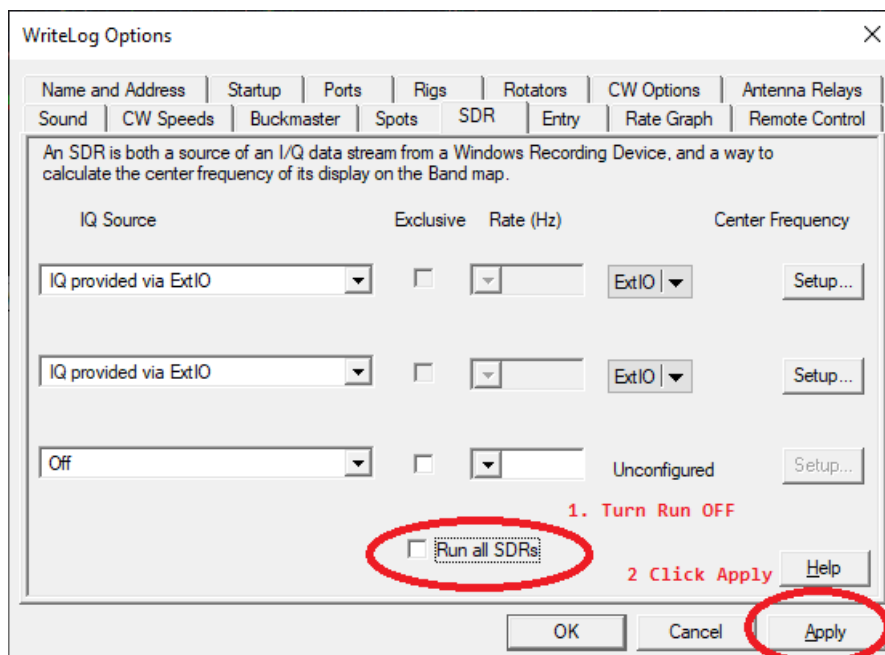 WriteLog Options
Name and Address Startup Ports Rigs Rotators CW Options Antenna Relays
Sound CW Speeds Buckmaster Spots SDR Entry Rate Graph Remote Control
An SDR is both a source of an I/Q data stream from a Windows Recording Device, and a way to
calculate the center frequency of its display on the Band map.
IQ Source Exclusive Rate (Hz) Center Frequency
IQ provided via ExtIO ExtIO Setup...
IQ provided via ExtIO ExtIO Setup...
Off Unconfigured Setup...
1. Turn Run OFF
Run all SDRs
2 Click Apply Help
OK Cancel Apply